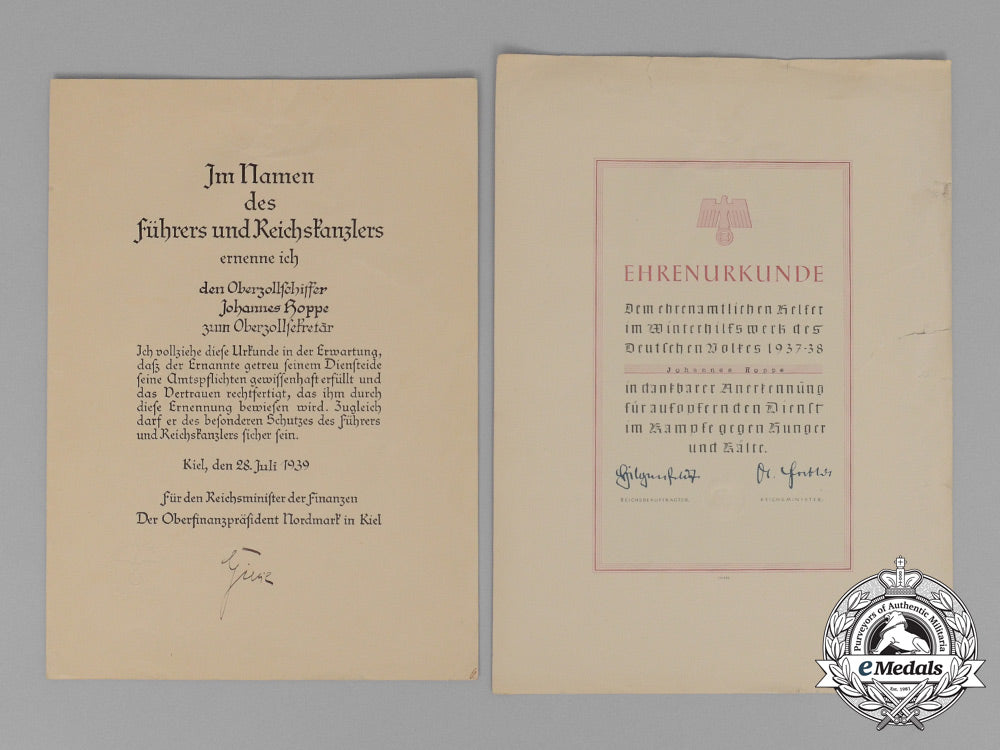 Im Namen
des
Führers und Reichskanzlers
ernenne ich
den Oberzollschiffer
Johannes Hoppe
zum Oberzollsekretär
Ich vollziehe diese Urkunde in der Erwartung,
daß der Ernannte getreu seinem Diensteide
seine Amtspflichten gewissenhaft erfüllt und
das Vertrauen rechtfertigt, das ihm durch
diese Ernennung bewiesen wird. Zugleich
darf er des besonderen Schutzes des Führers
und Reichskanzlers sicher sein.
Kiel, den 28. Juli 1939
Für den Reichsminister der Finanzen
Der Oberfinanzpräsident Nordmark in Kiel
EHRENURKUNDE
Dem ehrenamtlichen Helfer
im Winterhilfswerk des
Deutschen Volkes 1937-38
Johannes Hoppe
in dankbarer Anerkennung
für aufopfernden Dienst
im Kampfe gegen Hunger
und Kälte.
REICHSBEAUFTRAGTER.
REICHSMINISTER.
Purveyors of Authentic Militaria
eMedals
Est. 1981